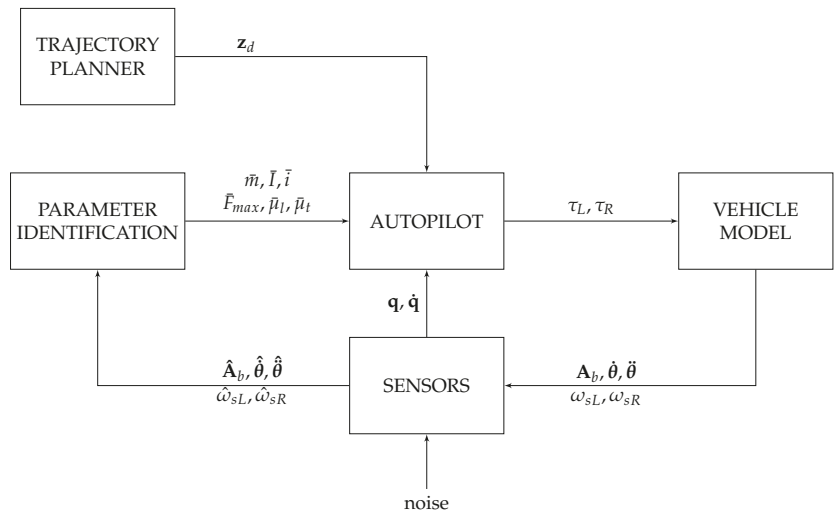 TRAJECTORY
PLANNER
𝐳_d
m̄, Ī, ī
F̄_max, μ̄_l, μ̄_t
PARAMETER
IDENTIFICATION
AUTOPILOT
τ_L, τ_R
VEHICLE
MODEL
𝐪, 𝐪̇
𝐀̂_b, 𝛉̇̂, 𝛉̈̂
ω̂_sL, ω̂_sR
SENSORS
𝐀_b, 𝛉̇, 𝛉̈
ω_sL, ω_sR
noise